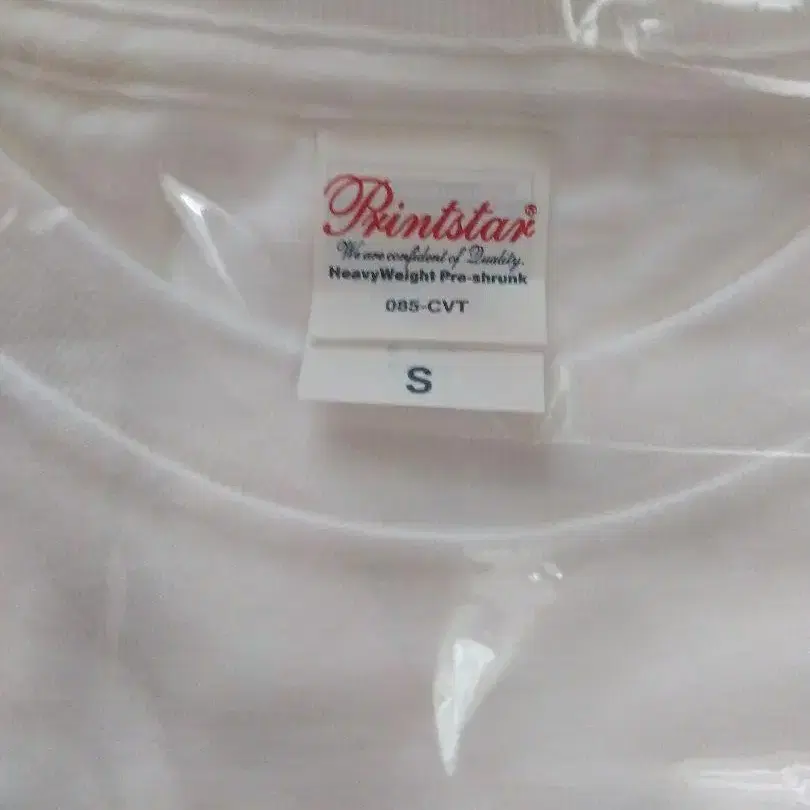 Printstar®
We are confident of Quality.
HeavyWeight Pre-shrunk
085-CVT
S